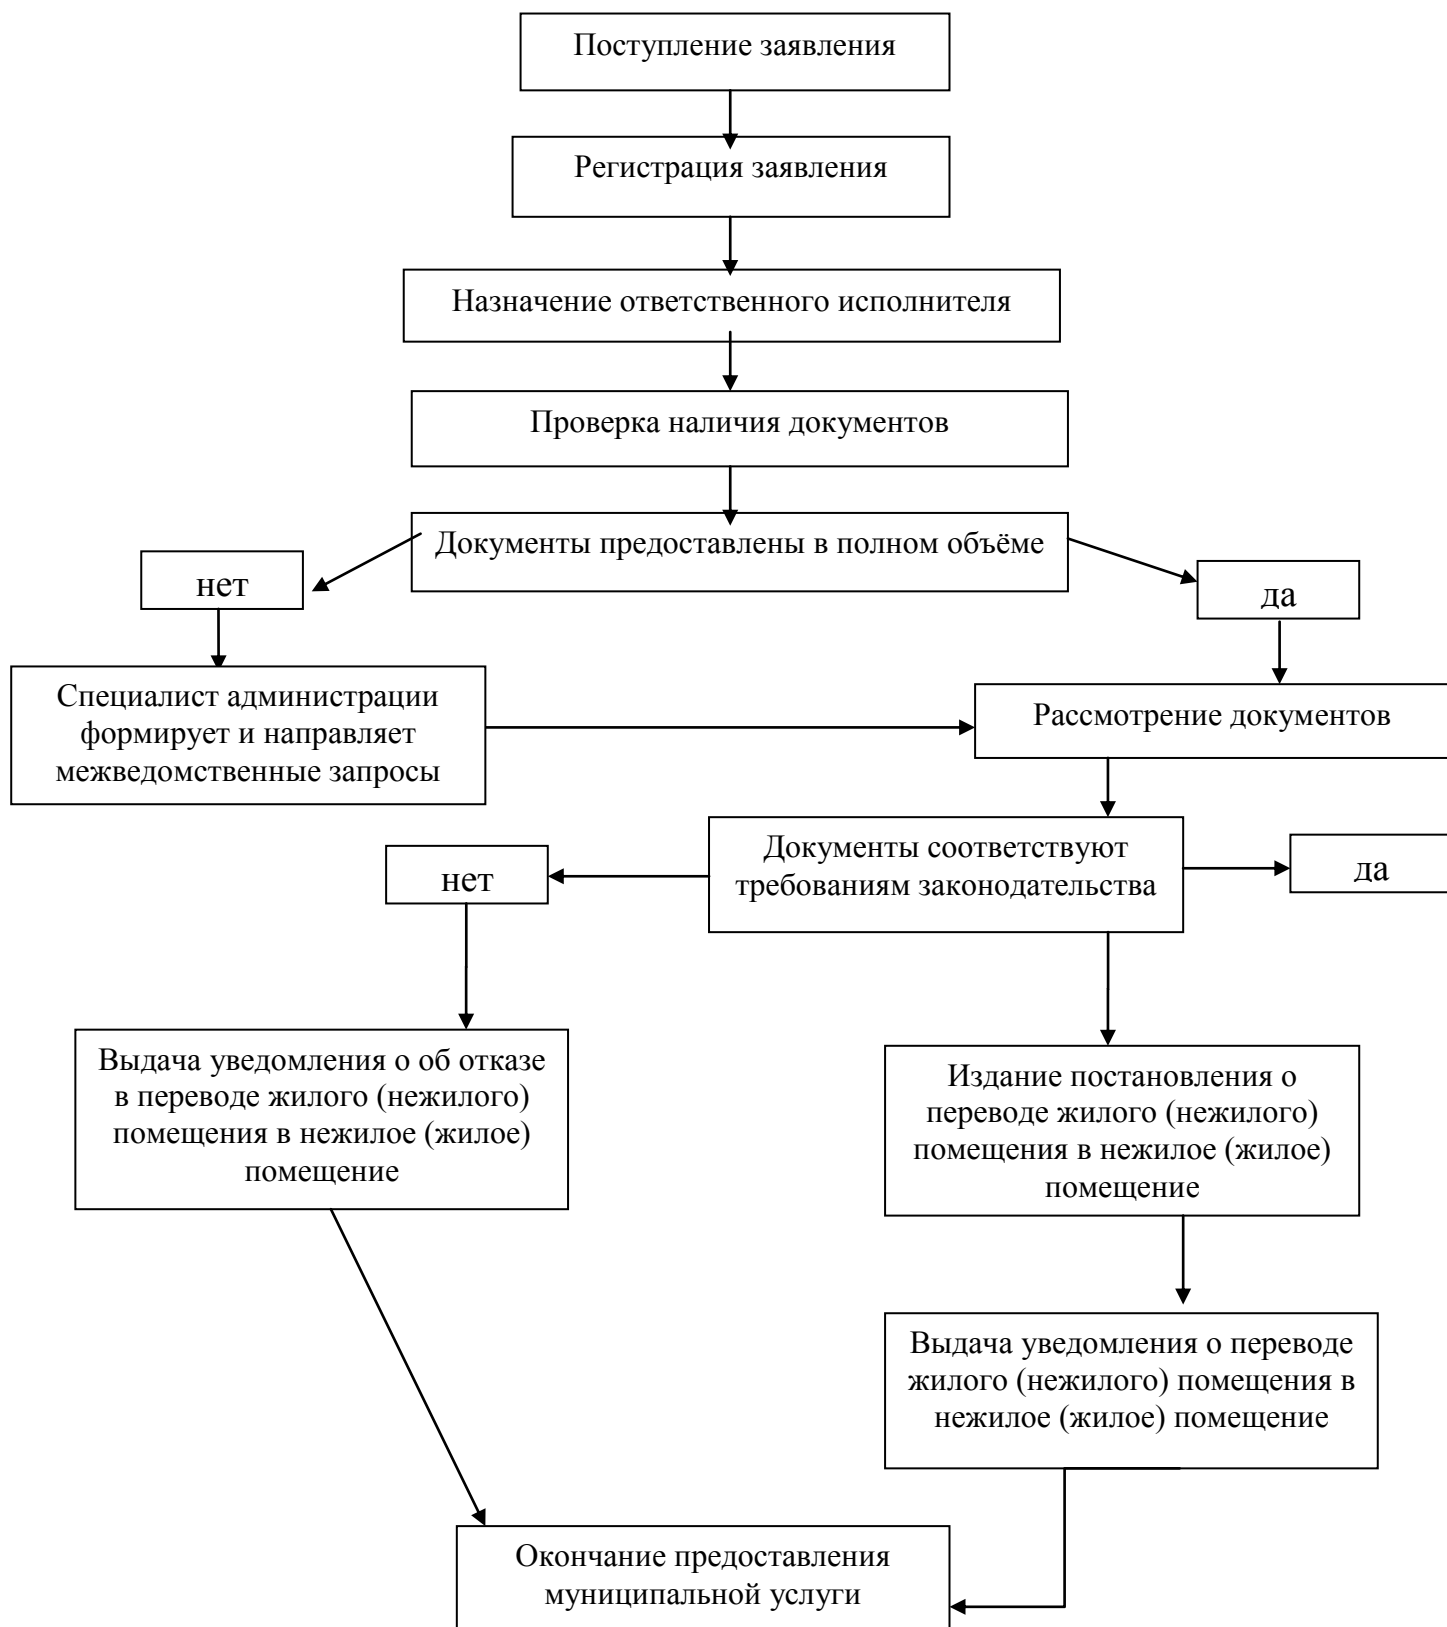 Поступление заявления
Регистрация заявления
Назначение ответственного исполнителя
Проверка наличия документов
Документы предоставлены в полном объёме
нет
да
Специалист администрации
формирует и направляет
межведомственные запросы
Рассмотрение документов
Документы соответствуют
требованиям законодательства
нет
да
Выдача уведомления о об отказе
в переводе жилого (нежилого)
помещения в нежилое (жилое)
помещение
Издание постановления о
переводе жилого (нежилого)
помещения в нежилое (жилое)
помещение
Выдача уведомления о переводе
жилого (нежилого) помещения в
нежилое (жилое) помещение
Окончание предоставления
муниципальной услуги